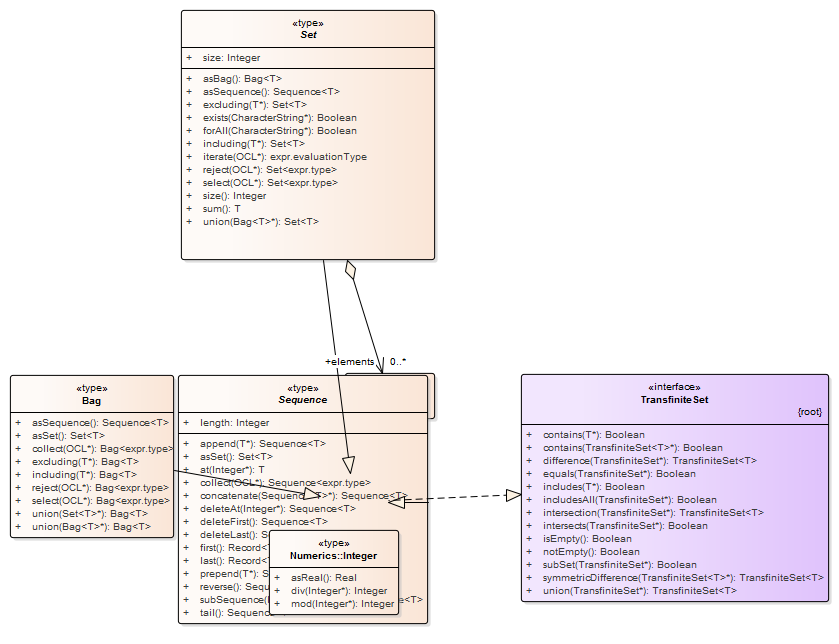 «type»
Set
+ size: Integer
+ asBag(): Bag<T>
+ asSequence(): Sequence<T>
+ excluding(T*): Set<T>
+ exists(CharacterString*): Boolean
+ forAll(CharacterString*): Boolean
+ including(T*): Set<T>
+ iterate(OCL*): expr.evaluationType
+ reject(OCL*): Set<expr.type>
+ select(OCL*): Set<expr.type>
+ size(): Integer
+ sum(): T
+ union(Bag<T>*): Set<T>
+elements 0..*
«type»
Bag
+ asSequence(): Sequence<T>
+ asSet(): Set<T>
+ collect(OCL*): Bag<expr.type>
+ excluding(T*): Bag<T>
+ including(T*): Bag<T>
+ reject(OCL*): Bag<expr.type>
+ select(OCL*): Bag<expr.type>
+ union(Set<T>*): Bag<T>
+ union(Bag<T>*): Bag<T>
«type»
Sequence
+ length: Integer
+ append(T*): Sequence<T>
+ asSet(): Set<T>
+ at(Integer*): T
+ collect(OCL*): Sequence<expr.type>
+ concatenate(Sequence<T>*): Sequence<T>
+ deleteAt(Integer*): Sequence<T>
+ deleteFirst(): Sequence<T>
+ deleteLast(): S
+ first(): Record<
+ last(): Record<
+ prepend(T*): S
+ reverse(): Sequ
+ subSequence( e<T>
+ tail(): Sequenc
«type»
Numerics::Integer
+ asReal(): Real
+ div(Integer*): Integer
+ mod(Integer*): Integer
«interface»
TransfiniteSet
{root}
+ contains(T*): Boolean
+ contains(TransfiniteSet<T>*): Boolean
+ difference(TransfiniteSet*): TransfiniteSet<T>
+ equals(TransfiniteSet*): Boolean
+ includes(T*): Boolean
+ includesAll(TransfiniteSet*): Boolean
+ intersection(TransfiniteSet*): TransfiniteSet<T>
+ intersects(TransfiniteSet*): Boolean
+ isEmpty(): Boolean
+ notEmpty(): Boolean
+ subSet(TransfiniteSet*): Boolean
+ symmetricDifference(TransfiniteSet<T>*): TransfiniteSet<T>
+ union(TransfiniteSet*): TransfiniteSet<T>